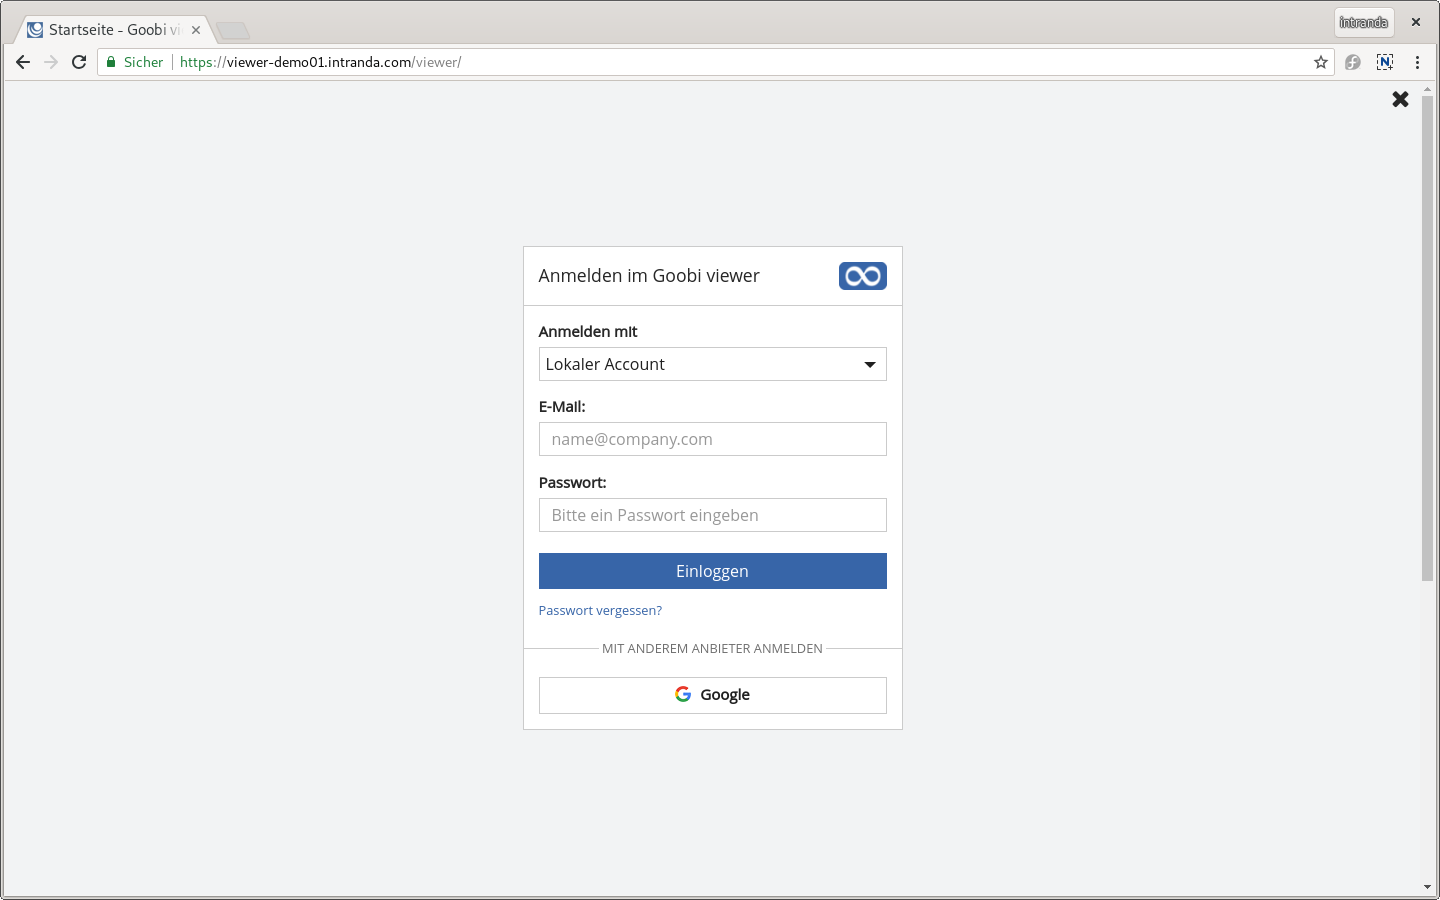 Startseite - Goobi vi
intranda
Sicher
https://viewer-demo01.intranda.com/viewer/
Anmelden im Goobi viewer
Anmelden mit
Lokaler Account
E-Mail:
name@company.com
Passwort:
Bitte ein Passwort eingeben
Einloggen
Passwort vergessen?
MIT ANDEREM ANBIETER ANMELDEN
Google